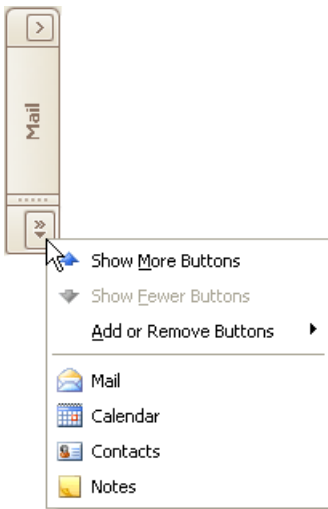 Mail
Show More Buttons
Show Fewer Buttons
Add or Remove Buttons
Mail
Calendar
Contacts
Notes